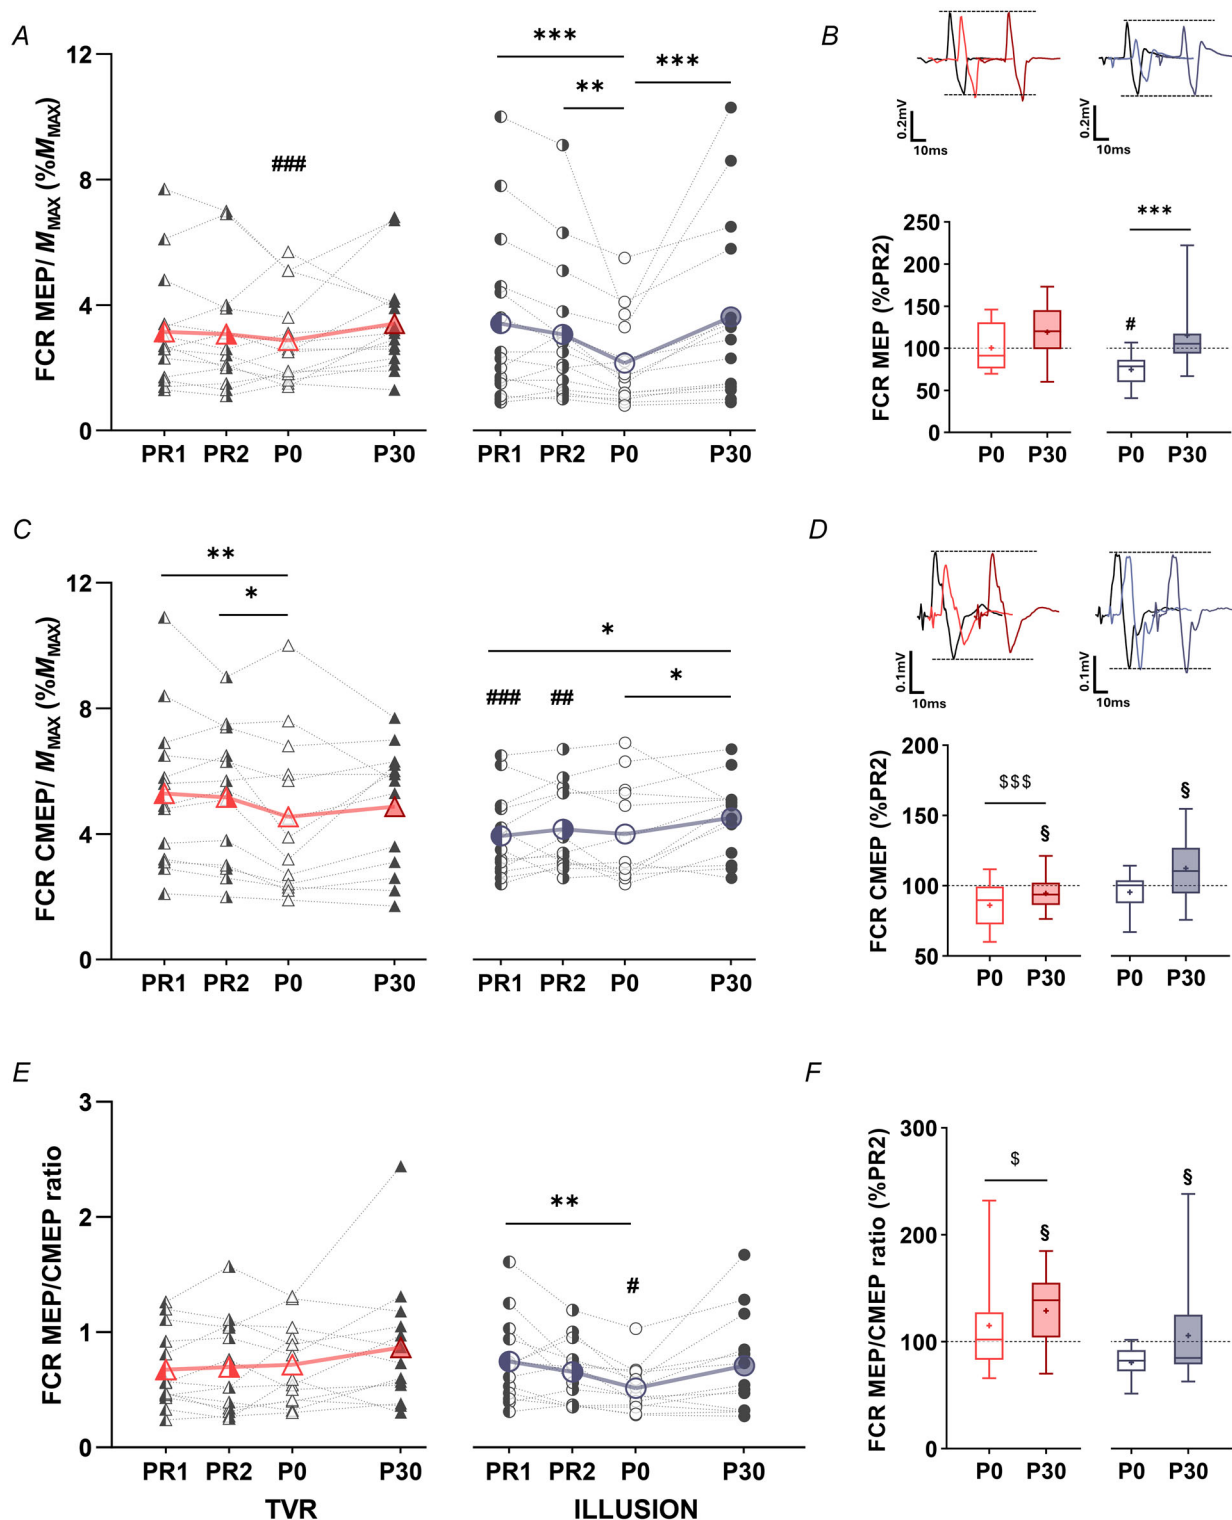 A
FCR MEP/ MMAX (%MMAX)
12
8
4
0
###
***
**
***
PR1 PR2 P0 P30
PR1 PR2 P0 P30
B
0.2mV
10ms
0.2mV
10ms
FCR MEP (%PR2)
250
200
150
100
50
0
#
***
P0 P30
P0 P30
C
FCR CMEP/ MMAX (%MMAX)
12
8
4
0
**
*
*
*
###
##
PR1 PR2 P0 P30
PR1 PR2 P0 P30
D
0.1mV
10ms
0.1mV
10ms
FCR CMEP (%PR2)
200
150
100
50
$$$
§
§
P0 P30
P0 P30
E
FCR MEP/CMEP ratio
3
2
1
0
**
#
PR1 PR2 P0 P30
PR1 PR2 P0 P30
TVR
ILLUSION
F
FCR MEP/CMEP ratio (%PR2)
300
200
100
0
$
§
§
P0 P30
P0 P30